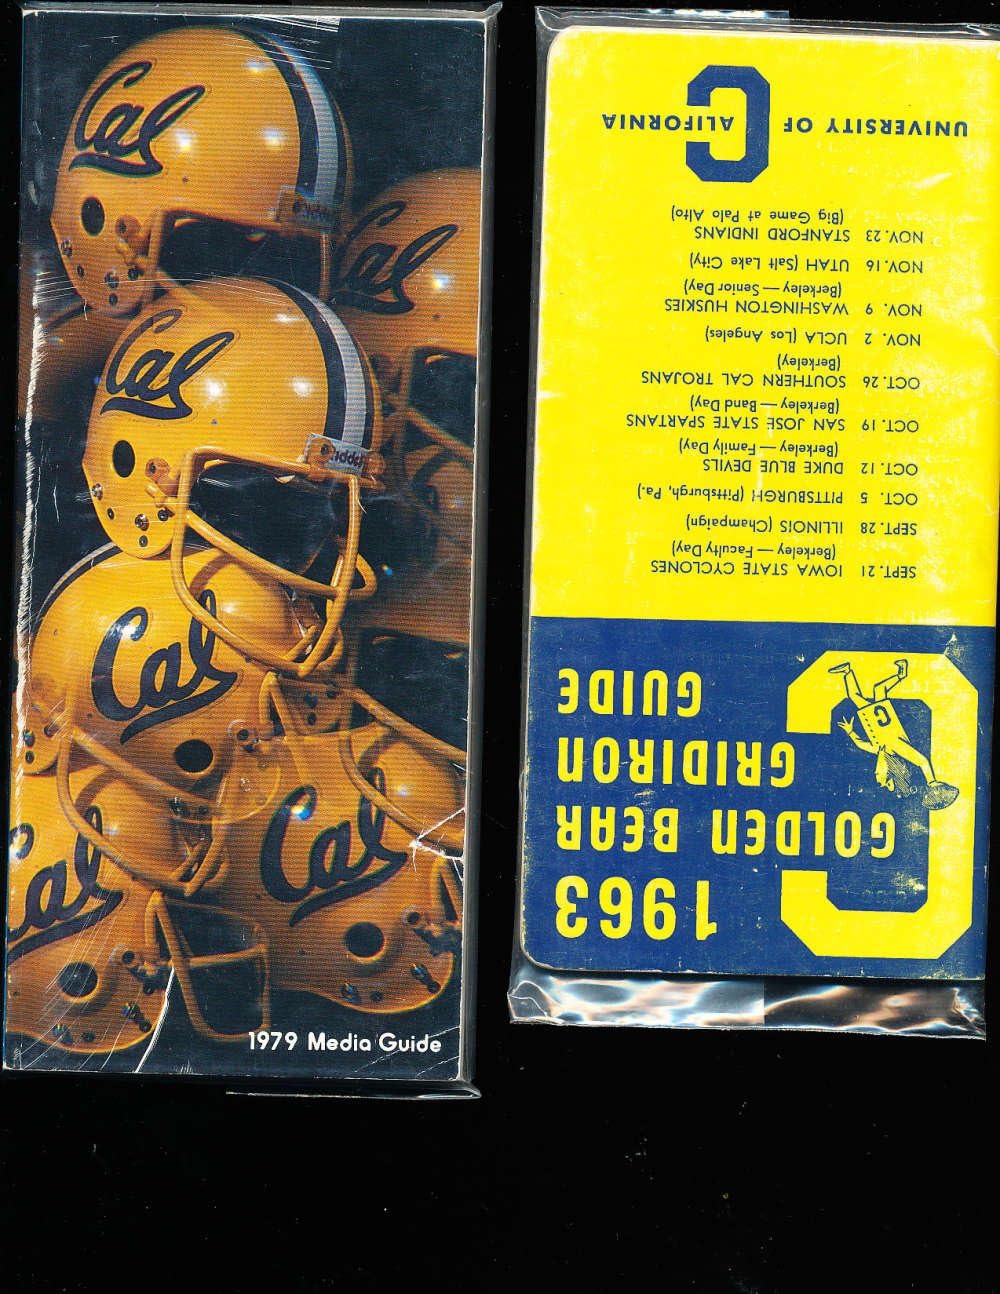 Cal
Cal
Cal
Cal
Cal
Cal
Riddell
1979 Media Guide
1963
GOLDEN BEAR
GRIDIRON
GUIDE
C
SEPT. 21 IOWA STATE CYCLONES
(Berkeley — Faculty Day)
SEPT. 28 ILLINOIS (Champaign)
OCT. 5 PITTSBURGH (Pittsburgh, Pa.)
OCT. 12 DUKE BLUE DEVILS
(Berkeley — Family Day)
OCT. 19 SAN JOSE STATE SPARTANS
(Berkeley — Band Day)
OCT. 26 SOUTHERN CAL TROJANS
(Berkeley)
NOV. 2 UCLA (Los Angeles)
NOV. 9 WASHINGTON HUSKIES
(Berkeley — Senior Day)
NOV. 16 UTAH (Salt Lake City)
NOV. 23 STANFORD INDIANS
(Big Game at Palo Alto)
UNIVERSITY OF CALIFORNIA